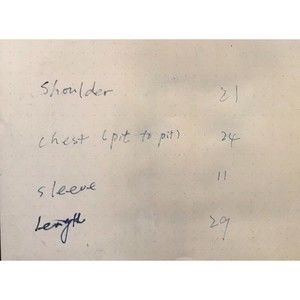 Shoulder 21
chest (pit to pit) 24
sleeve 11
Length 29